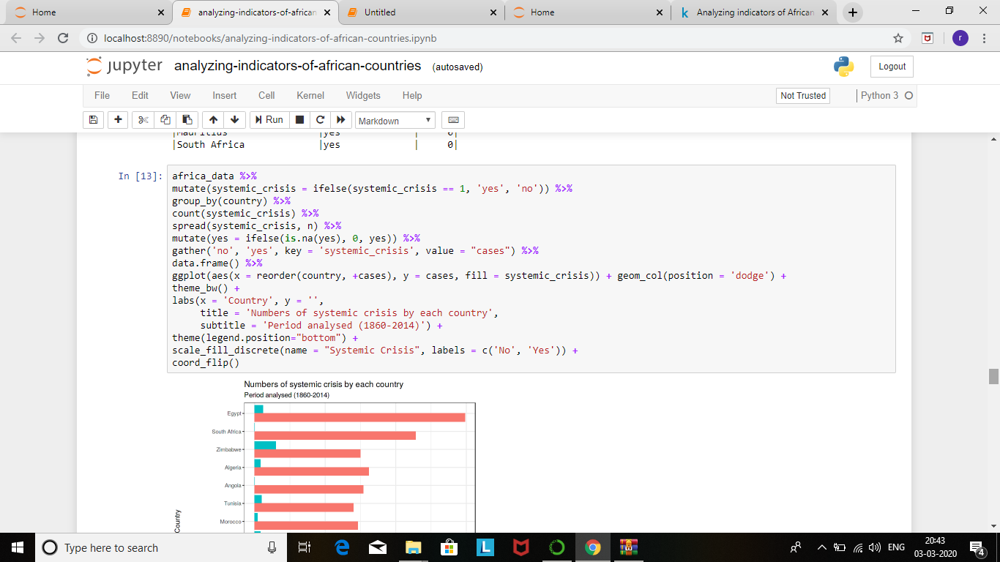 Home
analyzing-indicators-of-african
Untitled
Home
Analyzing indicators of African
localhost:8890/notebooks/analyzing-indicators-of-african-countries.ipynb
r
jupyter analyzing-indicators-of-african-countries (autosaved)
Logout
File Edit View Insert Cell Kernel Widgets Help
Not Trusted
Python 3
Run
Markdown
|Mauritius |yes | 0|
|South Africa |yes | 0|
In [13]:
africa_data %>%
mutate(systemic_crisis = ifelse(systemic_crisis == 1, 'yes', 'no')) %>%
group_by(country) %>%
count(systemic_crisis) %>%
spread(systemic_crisis, n) %>%
mutate(yes = ifelse(is.na(yes), 0, yes)) %>%
gather('no', 'yes', key = 'systemic_crisis', value = "cases") %>%
data.frame() %>%
ggplot(aes(x = reorder(country, +cases), y = cases, fill = systemic_crisis)) + geom_col(position = 'dodge') +
theme_bw() +
labs(x = 'Country', y = '',
title = 'Numbers of systemic crisis by each country',
subtitle = 'Period analysed (1860-2014)') +
theme(legend.position="bottom") +
scale_fill_discrete(name = "Systemic Crisis", labels = c('No', 'Yes')) +
coord_flip()
Numbers of systemic crisis by each country
Period analysed (1860-2014)
Egypt
South Africa
Zimbabwe
Algeria
Angola
Tunisia
Morocco
Country
Type here to search
ENG
20:43
03-03-2020
4